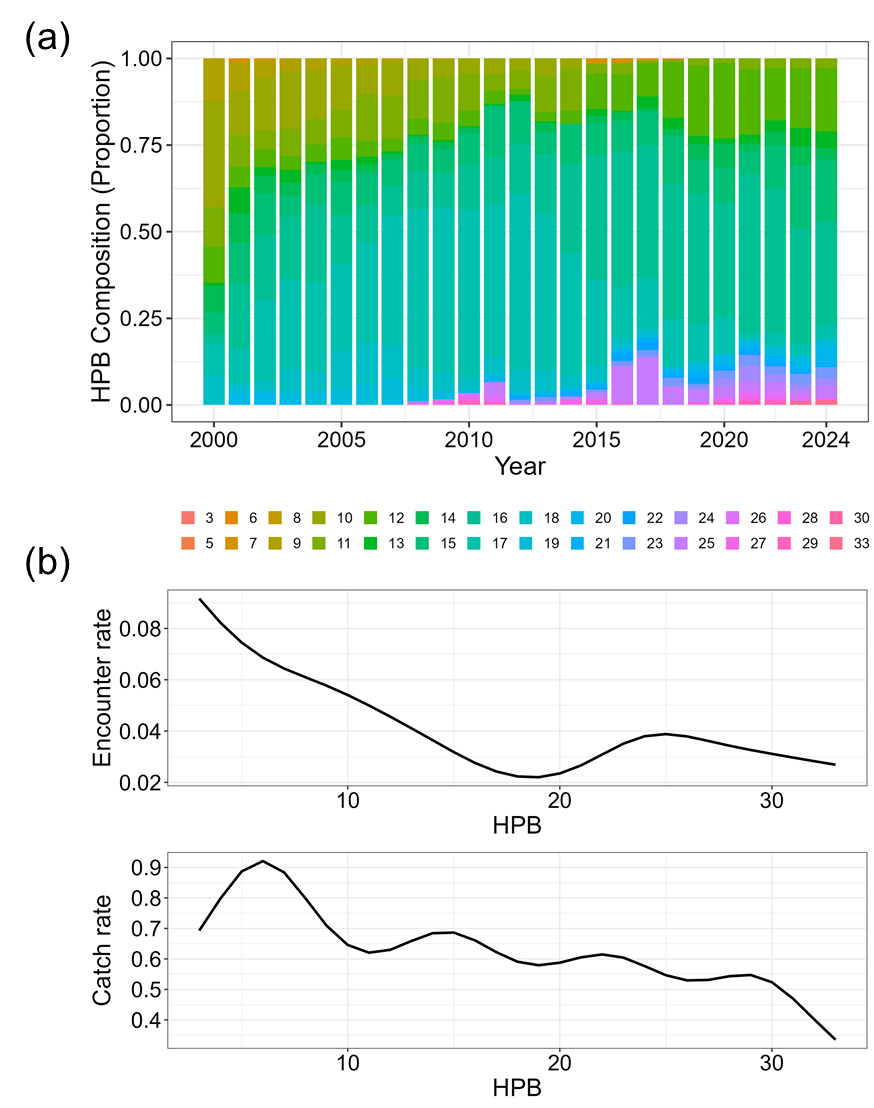 (a)
HPB Composition (Proportion)
1.00
0.75
0.50
0.25
0.00
2000 2005 2010 2015 2020 2024
Year
3 6 8 10 12 14 16 18 20 22 24 26 28 30
5 7 9 11 13 15 17 19 21 23 25 27 29 33
(b)
Encounter rate
0.08
0.06
0.04
0.02
10 20 30
HPB
Catch rate
0.9
0.8
0.7
0.6
0.5
0.4
10 20 30
HPB